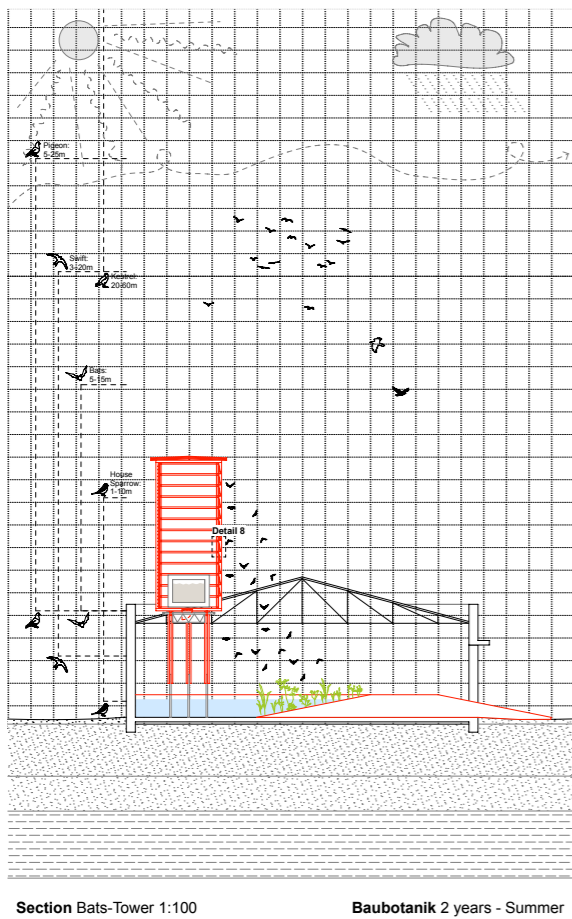 Pigeon:
5-25m
Swift:
3-20m
Kestrel:
20-60m
Bats:
5-15m
House
Sparrow:
1-10m
Detail 8
Section Bats-Tower 1:100
Baubotanik 2 years - Summer